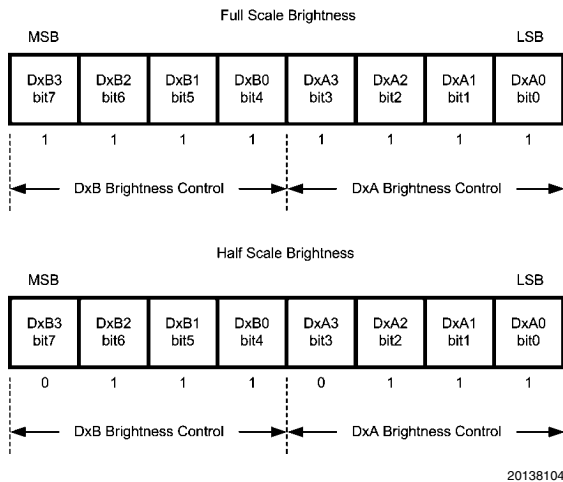 Full Scale Brightness
MSB LSB
DxB3 DxB2 DxB1 DxB0 DxA3 DxA2 DxA1 DxA0
bit7 bit6 bit5 bit4 bit3 bit2 bit1 bit0
1 1 1 1 1 1 1 1
DxB Brightness Control DxA Brightness Control
Half Scale Brightness
MSB LSB
DxB3 DxB2 DxB1 DxB0 DxA3 DxA2 DxA1 DxA0
bit7 bit6 bit5 bit4 bit3 bit2 bit1 bit0
0 1 1 1 0 1 1 1
DxB Brightness Control DxA Brightness Control
20138104